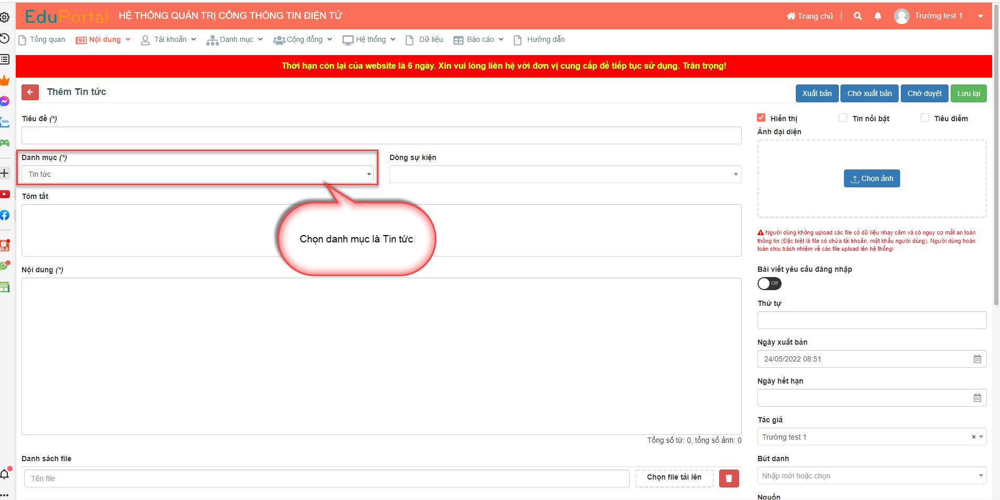 EduPortal HỆ THỐNG QUẢN TRỊ CỔNG THÔNG TIN ĐIỆN TỬ Trang chủ Trường test 1
Tổng quan Nội dung Tài khoản Danh mục Cộng đồng Hệ thống Dữ liệu Báo cáo Hướng dẫn
Thời hạn còn lại của website là 6 ngày. Xin vui lòng liên hệ với đơn vị cung cấp để tiếp tục sử dụng. Trân trọng!
Thêm Tin tức
Xuất bản Chờ xuất bản Chờ duyệt Lưu lại
Tiêu đề (*)
Danh mục (*)
Tin tức
Dòng sự kiện
Chọn danh mục là Tin tức
Tóm tắt
Nội dung (*)
Tổng số từ: 0, tổng số ảnh: 0
Danh sách file
Tên file
Chọn file tải lên
Hiển thị Tin nổi bật Tiêu điểm
Ảnh đại diện
Chọn ảnh
Người dùng không upload các file có dữ liệu nhạy cảm và có nguy cơ mất an toàn
thông tin (Đặc biệt là file có chứa tài khoản, mật khẩu người dùng). Người dùng hoàn
toàn chịu trách nhiệm về các file upload lên hệ thống!
Bài viết yêu cầu đăng nhập
Off
Thứ tự
Ngày xuất bản
24/05/2022 08:51
Ngày hết hạn
Tác giả
Trường test 1
Bút danh
Nhập mới hoặc chọn
Nguồn
Zalo
25.5